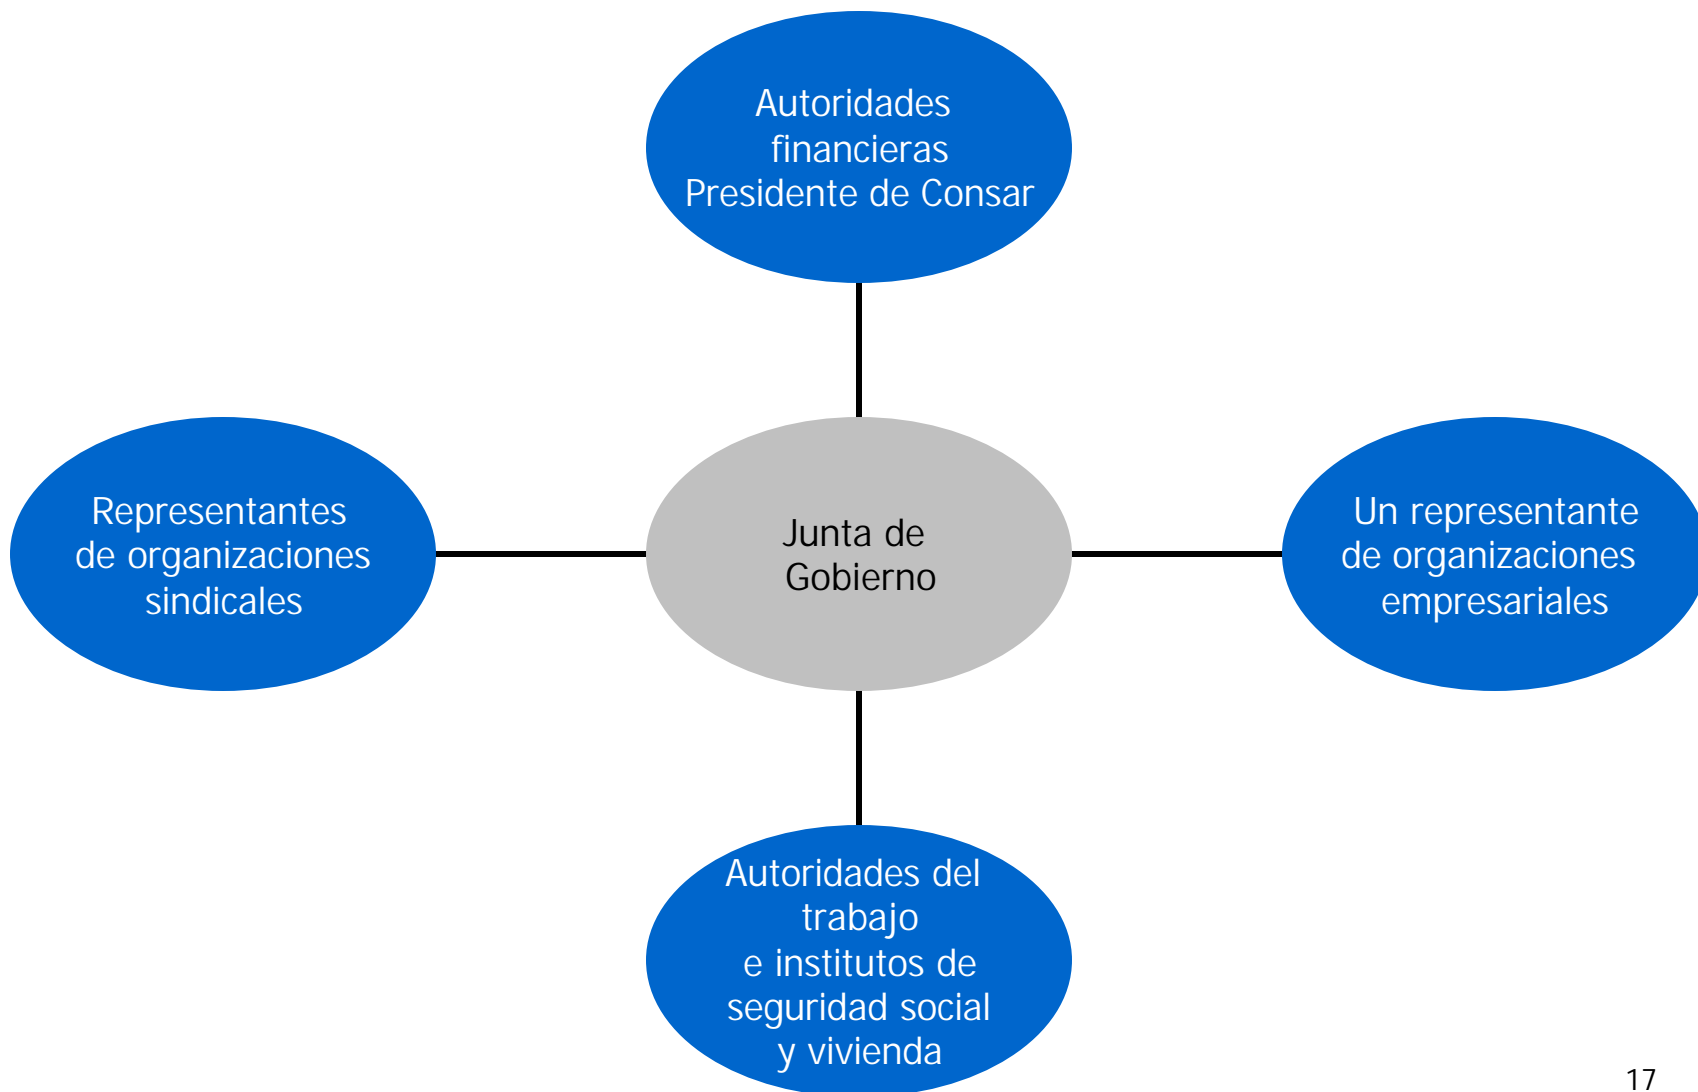 Autoridades
financieras
Presidente de Consar
Representantes
de organizaciones
sindicales
Junta de
Gobierno
Un representante
de organizaciones
empresariales
Autoridades del
trabajo
e institutos de
seguridad social
y vivienda
17